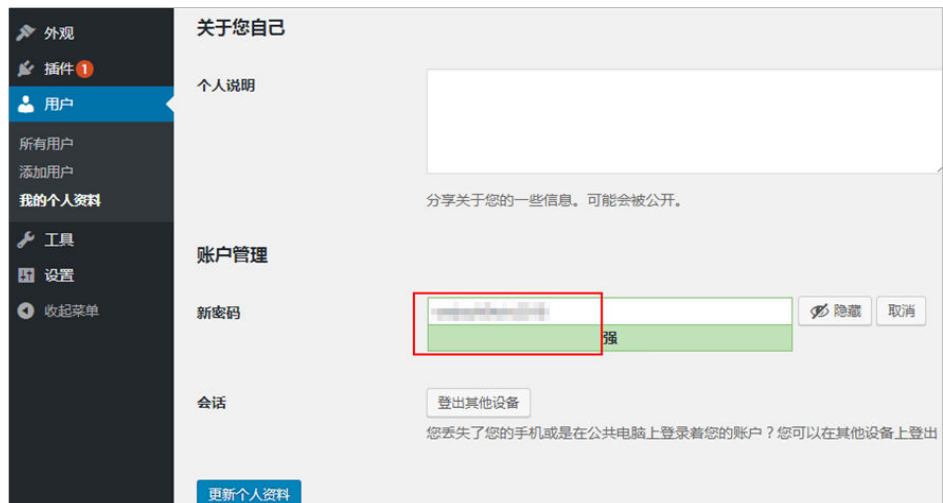 外观
插件 1
用户
所有用户
添加用户
我的个人资料
工具
设置
收起菜单
关于您自己
个人说明
分享关于您的一些信息。可能会被公开。
账户管理
新密码
隐藏
取消
强
会话
登出其他设备
您丢失了您的手机或是在公共电脑上登录着您的账户？您可以在其他设备上登出
更新个人资料